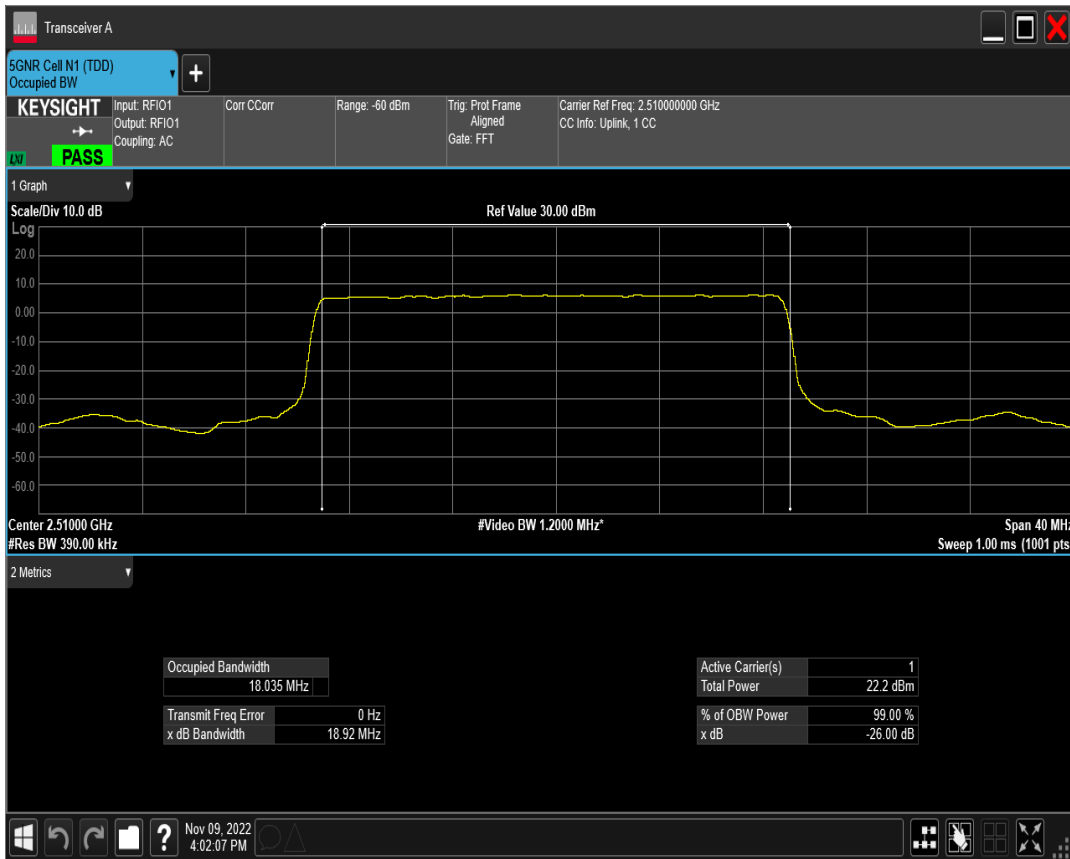 Transceiver A
5GNR Cell N1 (TDD)
Occupied BW
+
KEYSIGHT
LXI
PASS
Input: RFIO1
Output: RFIO1
Coupling: AC
Corr CCorr
Range: -60 dBm
Trig: Prot Frame
Aligned
Gate: FFT
Carrier Ref Freq: 2.510000000 GHz
CC Info: Uplink, 1 CC
1 Graph
Scale/Div 10.0 dB
Ref Value 30.00 dBm
Log
20.0
10.0
0.00
-10.0
-20.0
-30.0
-40.0
-50.0
-60.0
Center 2.51000 GHz
#Video BW 1.2000 MHz*
Span 40 MHz
#Res BW 390.00 kHz
Sweep 1.00 ms (1001 pts
2 Metrics
Occupied Bandwidth
18.035 MHz
Active Carrier(s) 1
Total Power 22.2 dBm
Transmit Freq Error 0 Hz
x dB Bandwidth 18.92 MHz
% of OBW Power 99.00 %
x dB -26.00 dB
?
Nov 09, 2022
4:02:07 PM